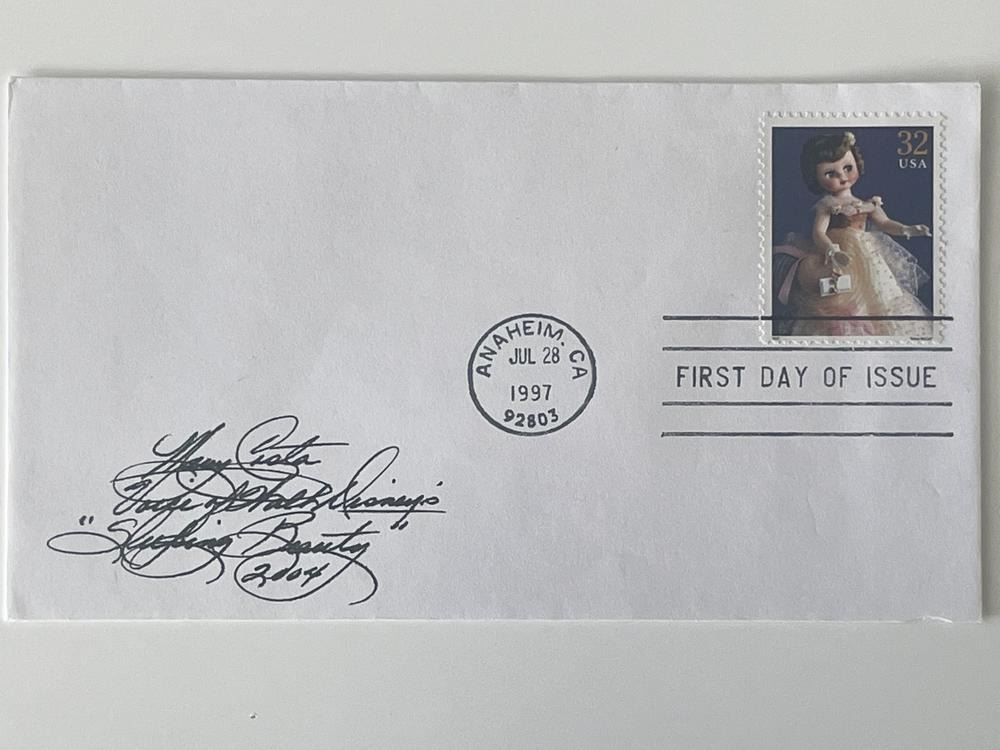 32
USA
ANAHEIM, CA
JUL 28
1997
92803
FIRST DAY OF ISSUE
Mary Costa
Voice of Walt Disney's
"Sleeping Beauty"
2004